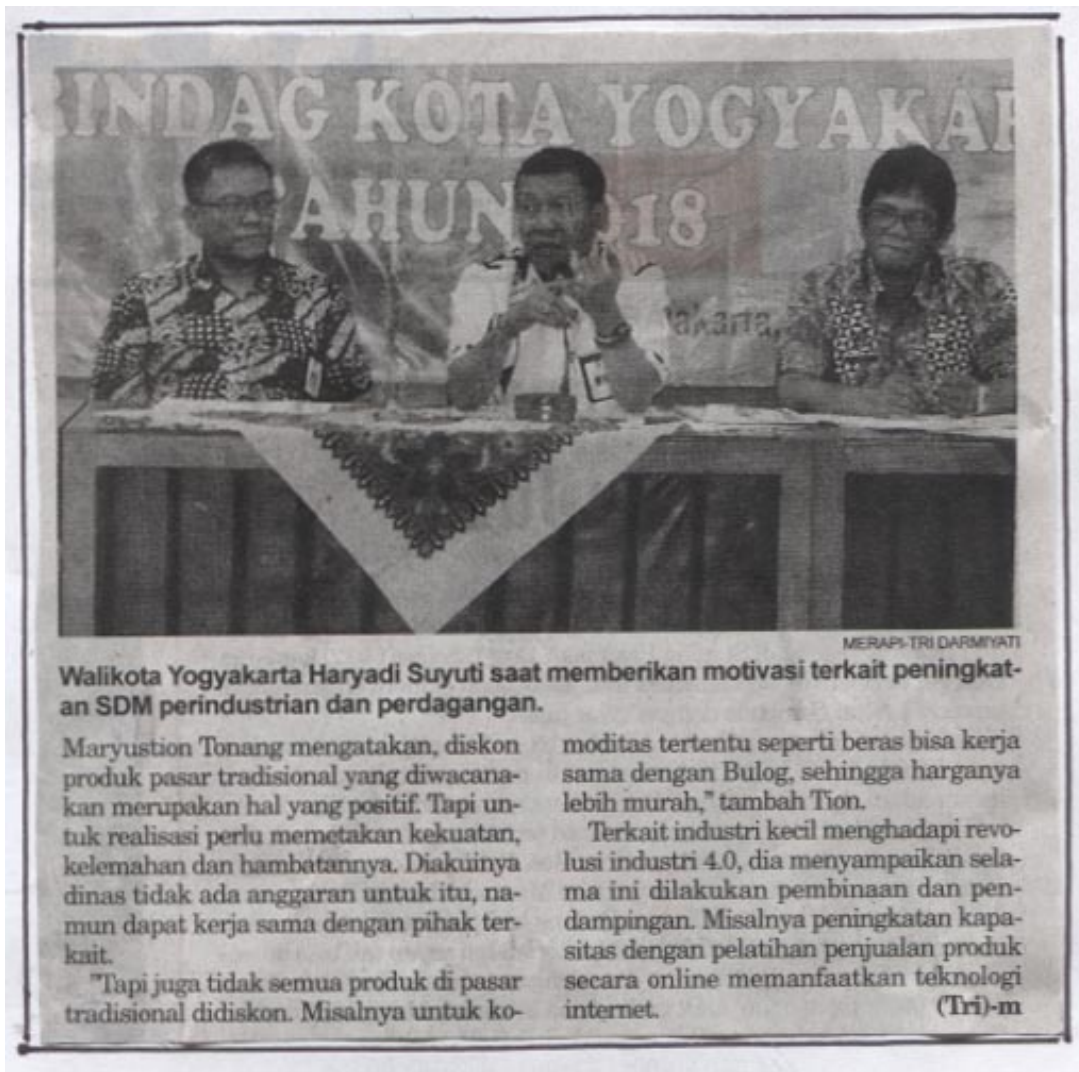 RINDAG KOTA YOGYAKAR
TAHUN 2018
akarta,
MERAPI-TRI DARMIYATI
Walikota Yogyakarta Haryadi Suyuti saat memberikan motivasi terkait peningkat-
an SDM perindustrian dan perdagangan.
Maryustion Tonang mengatakan, diskon
produk pasar tradisional yang diwacana-
kan merupakan hal yang positif. Tapi un-
tuk realisasi perlu memetakan kekuatan,
kelemahan dan hambatannya. Diakuinya
dinas tidak ada anggaran untuk itu, na-
mun dapat kerja sama dengan pihak ter-
kait.
"Tapi juga tidak semua produk di pasar
tradisional didiskon. Misalnya untuk ko-
moditas tertentu seperti beras bisa kerja
sama dengan Bulog, sehingga harganya
lebih murah," tambah Tion.
Terkait industri kecil menghadapi revo-
lusi industri 4.0, dia menyampaikan sela-
ma ini dilakukan pembinaan dan pen-
dampingan. Misalnya peningkatan kapa-
sitas dengan pelatihan penjualan produk
secara online memanfaatkan teknologi
internet. (Tri)-m